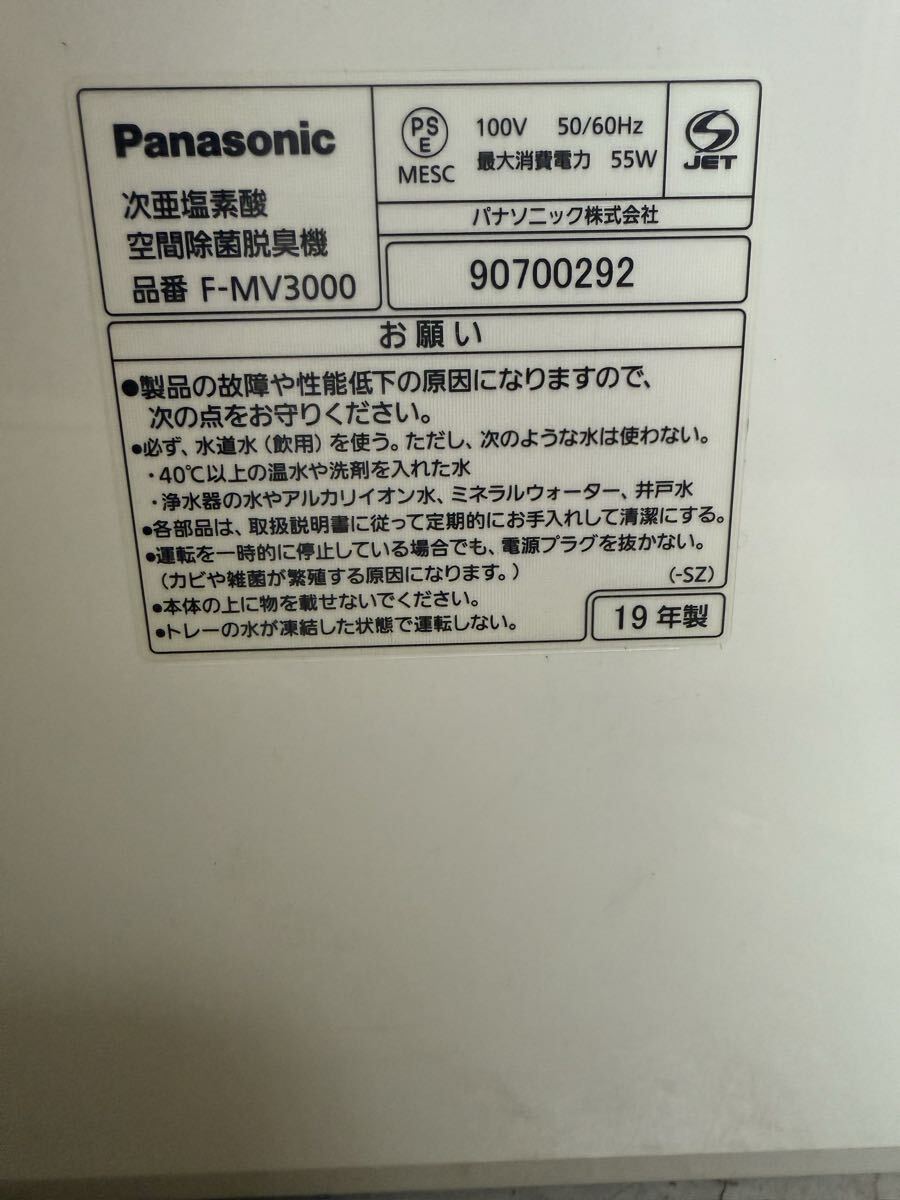 Panasonic
次亜塩素酸
空間除菌脱臭機
品番 F-MV3000
PS
E
MESC
100V 50/60Hz
最大消費電力 55W
JET
パナソニック株式会社
90700292
お願い
●製品の故障や性能低下の原因になりますので、
次の点をお守りください。
●必ず、水道水（飲用）を使う。ただし、次のような水は使わない。
・40℃以上の温水や洗剤を入れた水
・浄水器の水やアルカリイオン水、ミネラルウォーター、井戸水
●各部品は、取扱説明書に従って定期的にお手入れして清潔にする。
●運転を一時的に停止している場合でも、電源プラグを抜かない。
（カビや雑菌が繁殖する原因になります。） (-SZ)
●本体の上に物を載せないでください。
●トレーの水が凍結した状態で運転しない。
19 年製